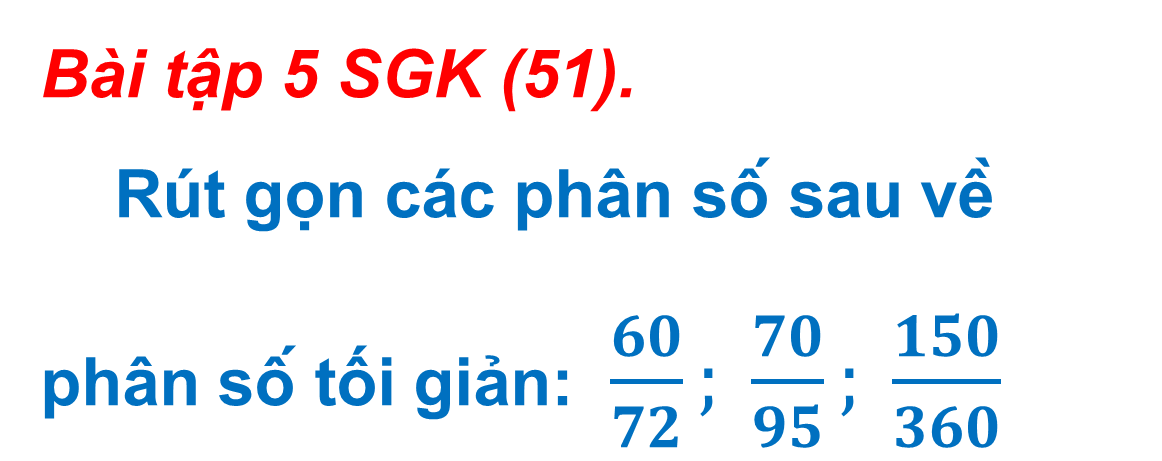 Bài tập 5 SGK (51).
Rút gọn các phân số sau về
phân số tối giản: 60/72 ; 70/95 ; 150/360